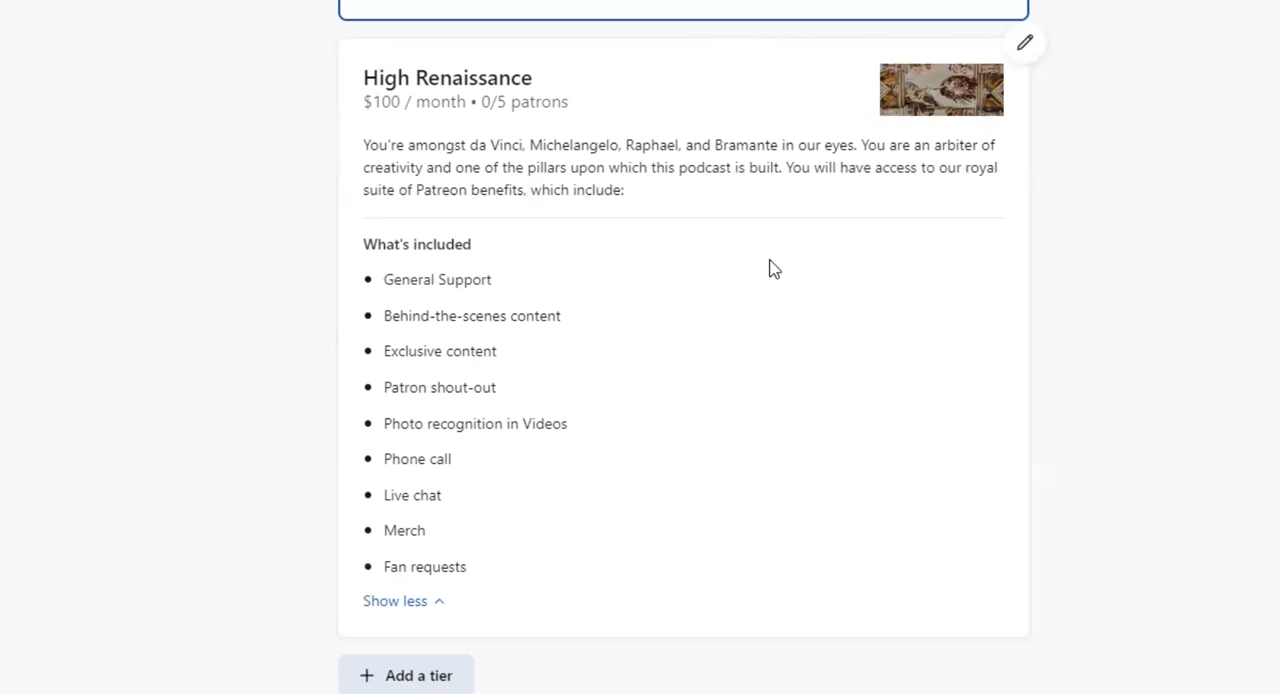 High Renaissance
$100 / month • 0/5 patrons
You're amongst da Vinci, Michelangelo, Raphael, and Bramante in our eyes. You are an arbiter of
creativity and one of the pillars upon which this podcast is built. You will have access to our royal
suite of Patreon benefits, which include:
What's included
• General Support
• Behind-the-scenes content
• Exclusive content
• Patron shout-out
• Photo recognition in Videos
• Phone call
• Live chat
• Merch
• Fan requests
Show less
+ Add a tier